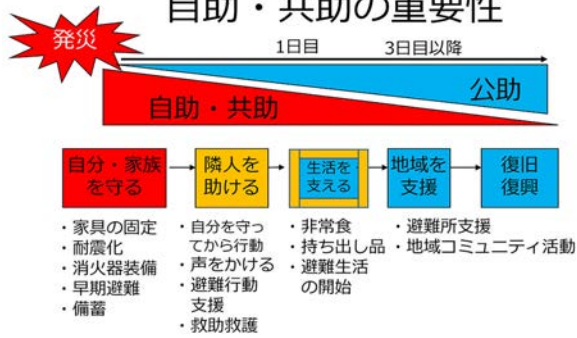 自助・共助の重要性
発災
1日目
3日目以降
自助・共助
公助
自分・家族
を守る
隣人を
助ける
生活を
支える
地域を
支援
復旧
復興
・家具の固定
・耐震化
・消火器装備
・早期避難
・備蓄
・自分を守っ
てから行動
・声をかける
・避難行動
支援
・救助救護
・非常食
・持ち出し品
・避難生活
の開始
・避難所支援
・地域コミュニティ活動